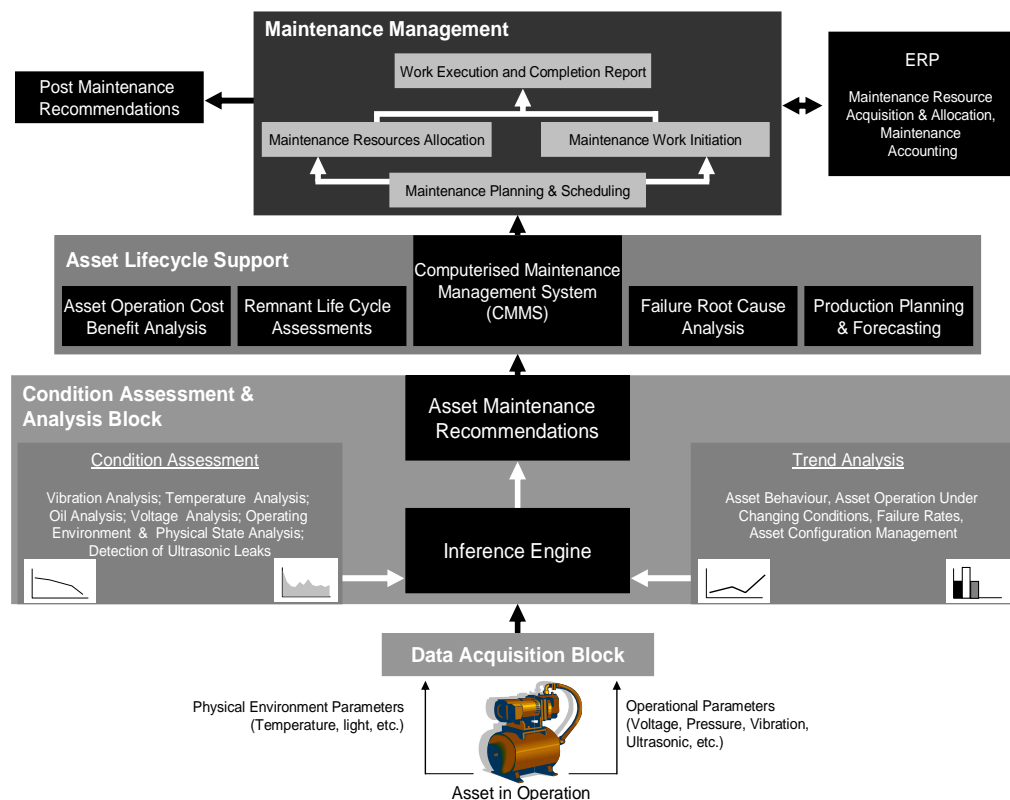 Maintenance Management
Work Execution and Completion Report
Maintenance Resources Allocation
Maintenance Work Initiation
Maintenance Planning & Scheduling
Post Maintenance
Recommendations
ERP
Maintenance Resource
Acquisition & Allocation,
Maintenance
Accounting
Asset Lifecycle Support
Asset Operation Cost
Benefit Analysis
Remnant Life Cycle
Assessments
Computerised Maintenance
Management System
(CMMS)
Failure Root Cause
Analysis
Production Planning
& Forecasting
Condition Assessment &
Analysis Block
Asset Maintenance
Recommendations
Condition Assessment
Vibration Analysis; Temperature Analysis;
Oil Analysis; Voltage Analysis; Operating
Environment & Physical State Analysis;
Detection of Ultrasonic Leaks
Inference Engine
Trend Analysis
Asset Behaviour, Asset Operation Under
Changing Conditions, Failure Rates,
Asset Configuration Management
Data Acquisition Block
Physical Environment Parameters
(Temperature, light, etc.)
Operational Parameters
(Voltage, Pressure, Vibration,
Ultrasonic, etc.)
Asset in Operation